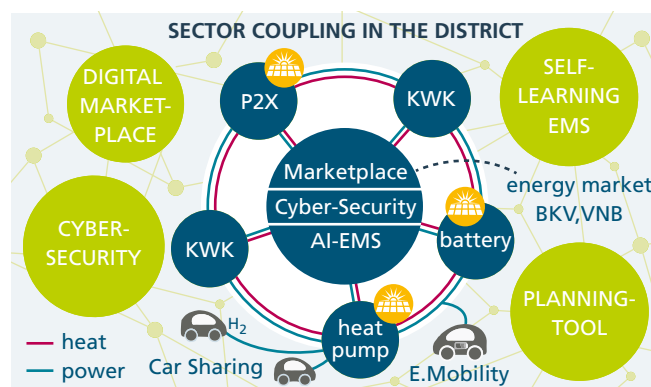 SECTOR COUPLING IN THE DISTRICT
DIGITAL
MARKET-
PLACE
P2X
KWK
SELF-
LEARNING
EMS
Marketplace
Cyber-Security
AI-EMS
energy market
BKV,VNB
CYBER-
SECURITY
KWK
battery
heat
pump
PLANNING-
TOOL
H2
Car Sharing
E.Mobility
heat
power